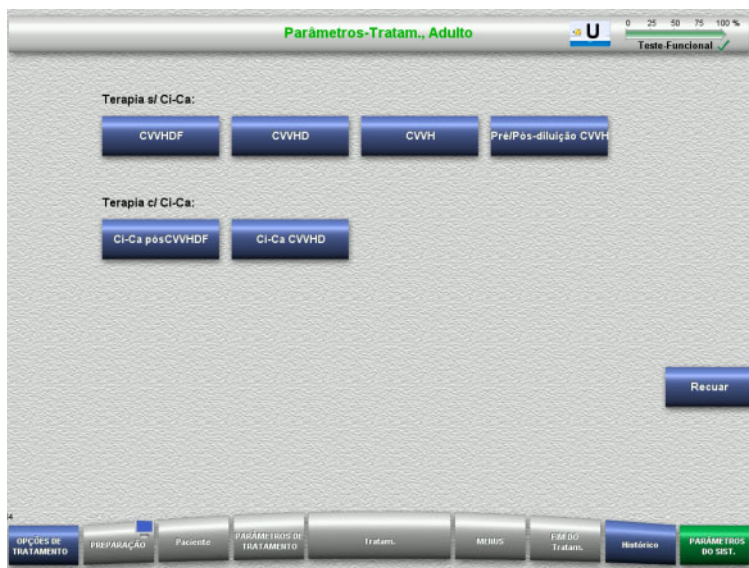 Parâmetros-Tratam., Adulto
U
0 25 50 75 100 %
Teste-Funcional
Terapia s/ Ci-Ca:
CVVHDF
CVVHD
CVVH
Pré/Pós-diluição CVVH
Terapia c/ Ci-Ca:
Ci-Ca pósCVVHDF
Ci-Ca CVVHD
Recuar
4
OPÇÕES DE
TRATAMENTO
PREPARAÇÃO
Paciente
PARÂMETROS DE
TRATAMENTO
Tratam.
MENUS
FIM DO
Tratam.
Histórico
PARÂMETROS
DO SIST.